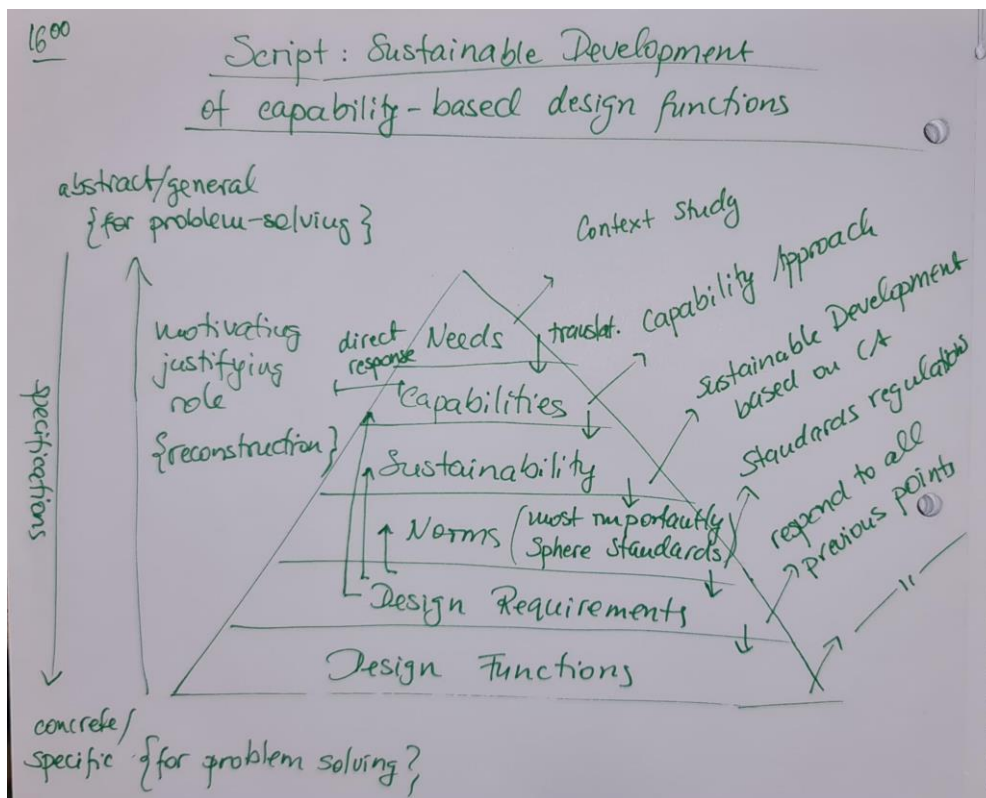 16 00
Script : Sustainable Development
of capability-based design functions
abstract/general
{for problem-solving}
Context study
Capability Approach
Sustainable Development
based on CA
Standards regulations
respond to all
previous points
— " —
motivating
justifying
role
{reconstruction}
specifications
direct
response
Needs
translat.
Capabilities
Sustainability
Norms (most importantly
Sphere Standards)
Design Requirements
Design Functions
concrete/
specific {for problem solving}